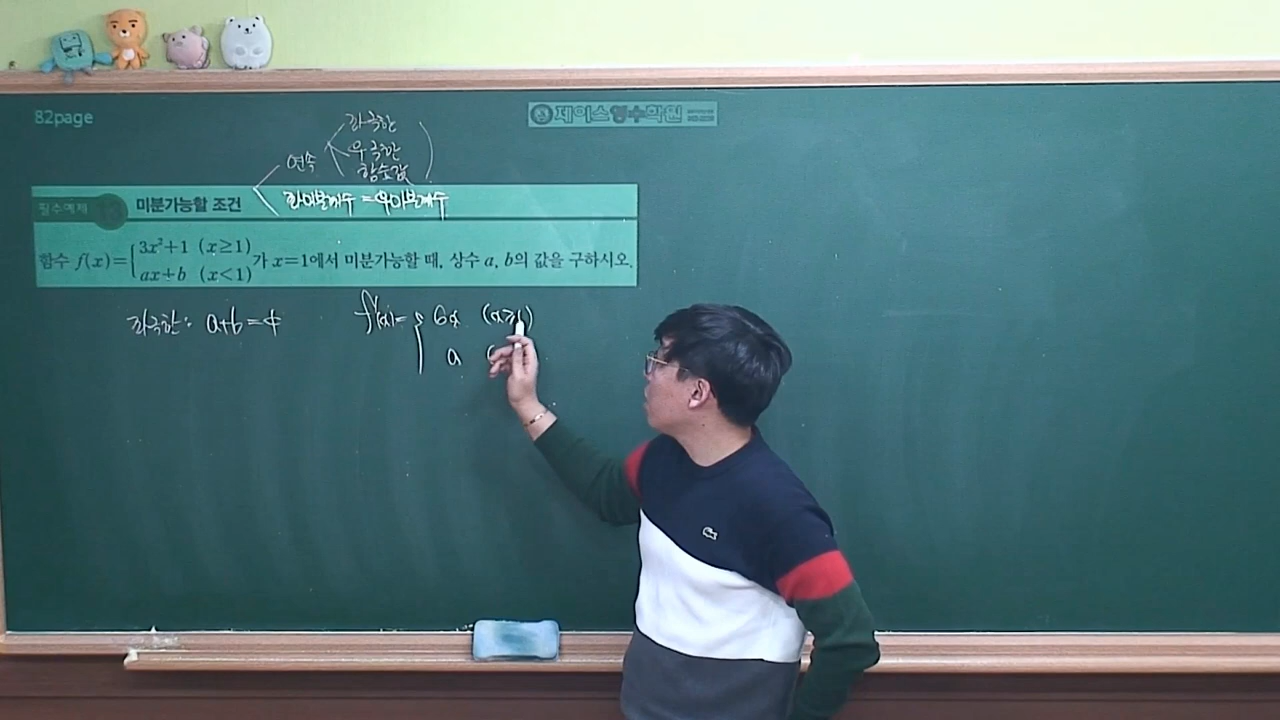 82page
제이스영수학원
좌극한
우극한
함숫값
연속
좌미분계수 = 우미분계수
필수예제
미분가능할 조건
함수 f(x)={3x²+1 (x≥1)
ax+b (x<1) 가 x=1에서 미분가능할 때, 상수 a, b의 값을 구하시오.
좌극한: a+b=4
f'(x)={ 6x (x≥1)
a (